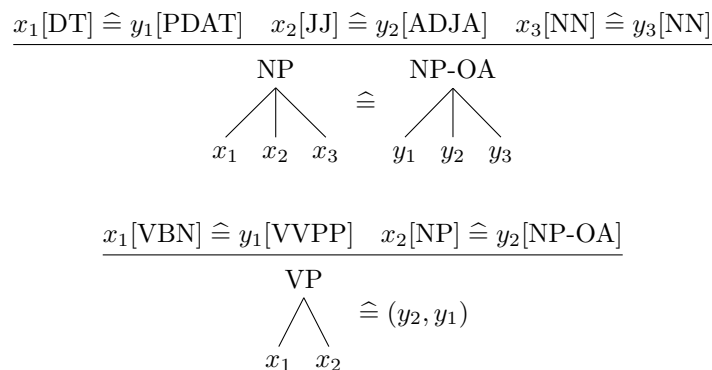 x₁[DT] ≙ y₁[PDAT] x₂[JJ] ≙ y₂[ADJA] x₃[NN] ≙ y₃[NN]
NP NP-OA
≙
x₁ x₂ x₃ y₁ y₂ y₃
x₁[VBN] ≙ y₁[VVPP] x₂[NP] ≙ y₂[NP-OA]
VP
≙ (y₂, y₁)
x₁ x₂